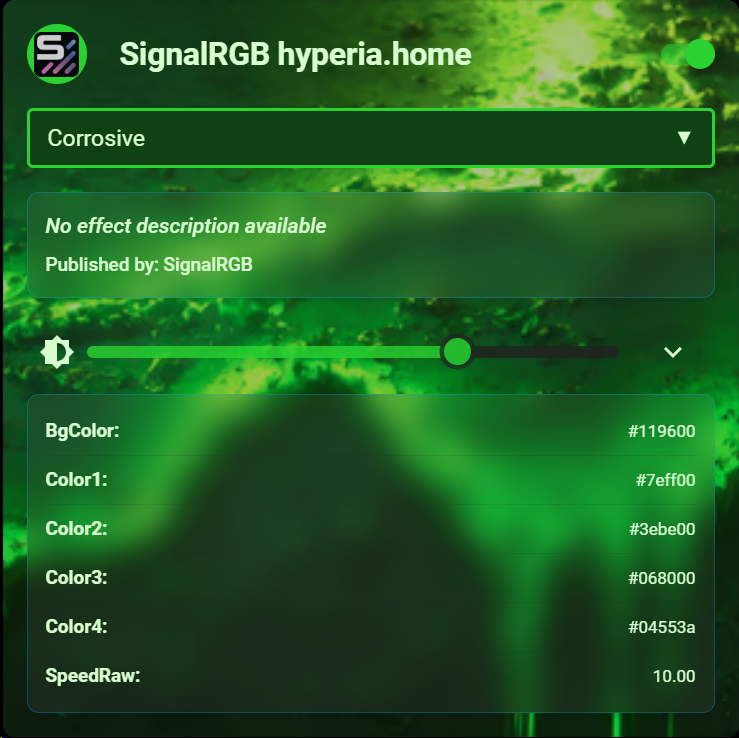 SignalRGB hyperia.home
Corrosive
No effect description available
Published by: SignalRGB
BgColor: #119600
Color1: #7eff00
Color2: #3ebe00
Color3: #068000
Color4: #04553a
SpeedRaw: 10.00